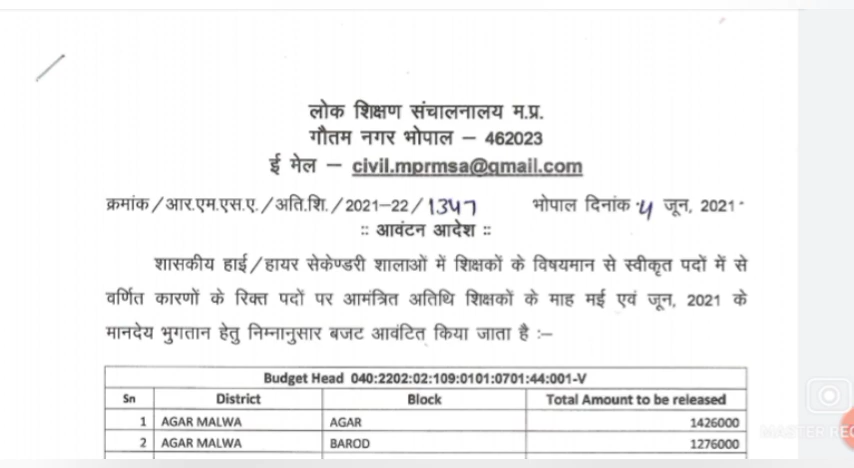 लोक शिक्षण संचालनालय म.प्र.
गौतम नगर भोपाल – 462023
ई मेल – civil.mprmsa@gmail.com
क्रमांक/आर.एम.एस.ए./अति.शि./2021–22/1347 भोपाल दिनांक 4 जून, 2021
:: आवंटन आदेश ::
शासकीय हाई/हायर सेकेण्डरी शालाओं में शिक्षकों के विषयमान से स्वीकृत पदों में से
वर्णित कारणों के रिक्त पदों पर आमंत्रित अतिथि शिक्षकों के माह मई एवं जून, 2021 के
मानदेय भुगतान हेतु निम्नानुसार बजट आवंटित किया जाता है :–
Budget Head 040:2202:02:109:0101:0701:44:001-V
Sn District Block Total Amount to be released
1 AGAR MALWA AGAR 1426000
2 AGAR MALWA BAROD 1276000
MASTER REC